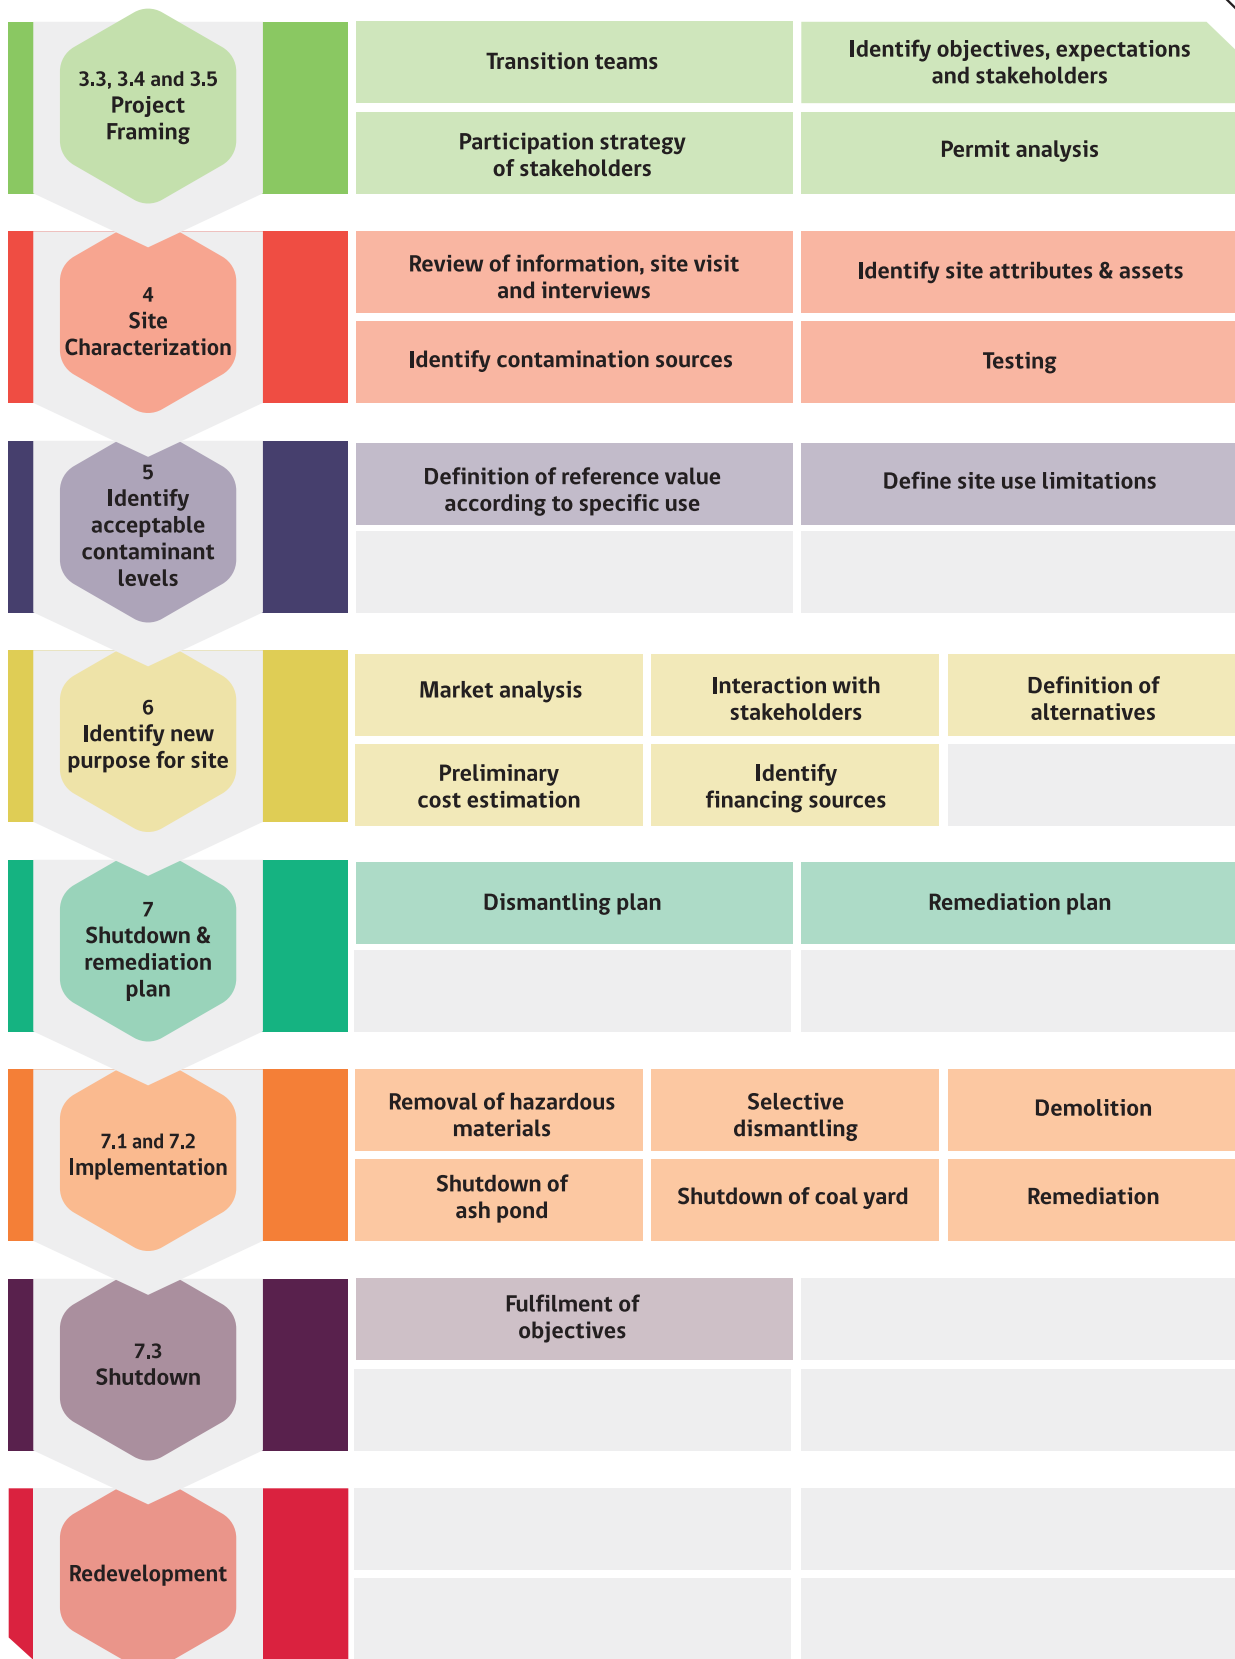 3.3, 3.4 and 3.5
Project
Framing
Transition teams
Identify objectives, expectations
and stakeholders
Participation strategy
of stakeholders
Permit analysis
4
Site
Characterization
Review of information, site visit
and interviews
Identify site attributes & assets
Identify contamination sources
Testing
5
Identify
acceptable
contaminant
levels
Definition of reference value
according to specific use
Define site use limitations
6
Identify new
purpose for site
Market analysis
Interaction with
stakeholders
Definition of
alternatives
Preliminary
cost estimation
Identify
financing sources
7
Shutdown &
remediation
plan
Dismantling plan
Remediation plan
7.1 and 7.2
Implementation
Removal of hazardous
materials
Selective
dismantling
Demolition
Shutdown of
ash pond
Shutdown of coal yard
Remediation
7.3
Shutdown
Fulfilment of
objectives
Redevelopment